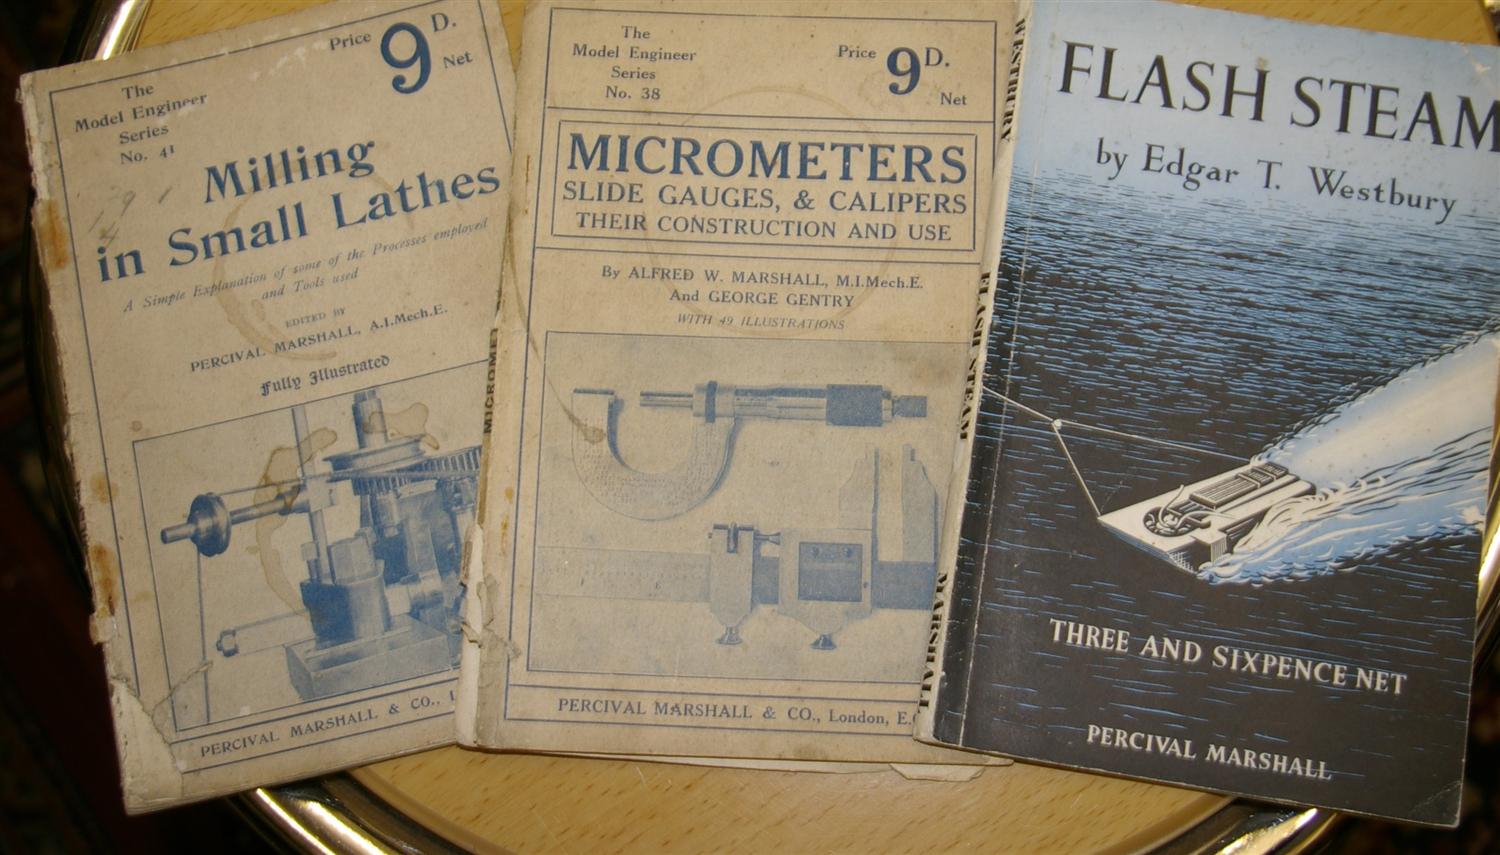 The
Model Engineer
Series
No. 41
Price 9D. Net
Milling
in Small Lathes
A Simple Explanation of some of the Processes employed
and Tools used
EDITED BY
PERCIVAL MARSHALL, A.I.Mech.E.
Fully Illustrated
PERCIVAL MARSHALL & CO.,
MICROMET
The
Model Engineer
Series
No. 38
Price 9D. Net
MICROMETERS
SLIDE GAUGES, & CALIPERS
THEIR CONSTRUCTION AND USE
By ALFRED W. MARSHALL, M.I.Mech.E.
And GEORGE GENTRY
WITH 49 ILLUSTRATIONS
PERCIVAL MARSHALL & CO., London, E.
WESTBURY FLASH STEAM MARSHALL
FLASH STEAM
by Edgar T. Westbury
THREE AND SIXPENCE NET
PERCIVAL MARSHALL